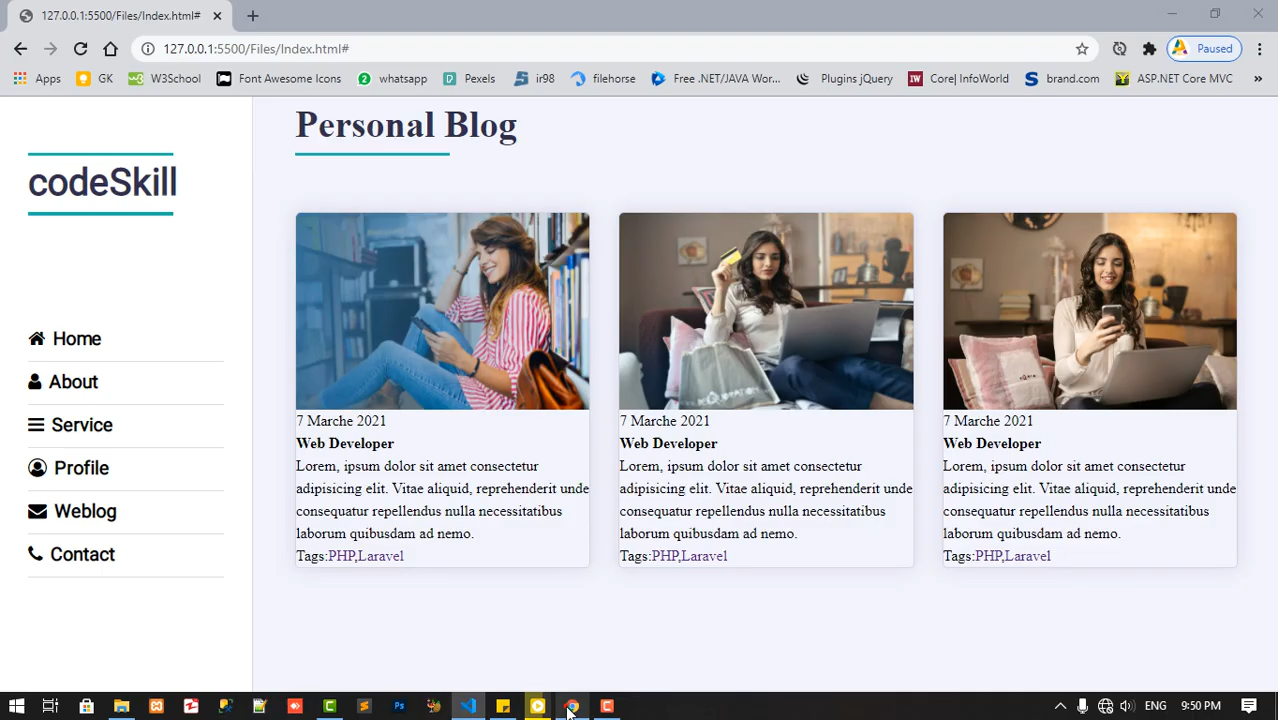 127.0.0.1:5500/Files/Index.html#
127.0.0.1:5500/Files/Index.html#
Paused
Apps
GK
W3School
Font Awesome Icons
2 whatsapp
Pexels
ir98
filehorse
Free .NET/JAVA Wor...
Plugins jQuery
IW Core| InfoWorld
S brand.com
ASP.NET Core MVC
»
codeSkill
Home
About
Service
Profile
Weblog
Contact
Personal Blog
7 Marche 2021
Web Developer
Lorem, ipsum dolor sit amet consectetur
adipisicing elit. Vitae aliquid, reprehenderit unde
consequatur repellendus nulla necessitatibus
laborum quibusdam ad nemo.
Tags:PHP,Laravel
7 Marche 2021
Web Developer
Lorem, ipsum dolor sit amet consectetur
adipisicing elit. Vitae aliquid, reprehenderit unde
consequatur repellendus nulla necessitatibus
laborum quibusdam ad nemo.
Tags:PHP,Laravel
7 Marche 2021
Web Developer
Lorem, ipsum dolor sit amet consectetur
adipisicing elit. Vitae aliquid, reprehenderit unde
consequatur repellendus nulla necessitatibus
laborum quibusdam ad nemo.
Tags:PHP,Laravel
Ps
ENG
9:50 PM